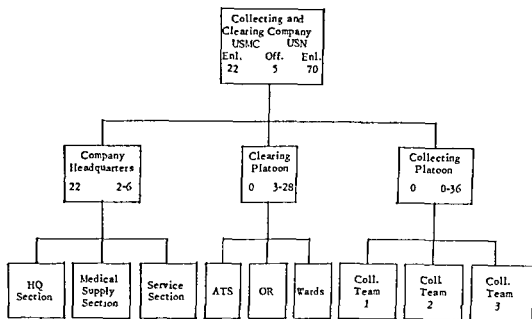 Collecting and
Clearing Company
USMC USN
Enl. Off. Enl.
22 5 70
Company
Headquarters
22 2-6
Clearing
Platoon
0 3-28
Collecting
Platoon
0 0-36
HQ
Section
Medical
Supply
Section
Service
Section
ATS
OR
Wards
Coll.
Team
1
Coll.
Team
2
Coll.
Team
3